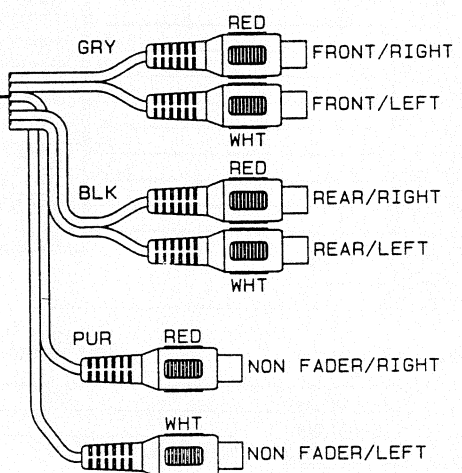 RED
GRY
FRONT/RIGHT
FRONT/LEFT
WHT
RED
BLK
REAR/RIGHT
REAR/LEFT
WHT
PUR
RED
NON FADER/RIGHT
WHT
NON FADER/LEFT